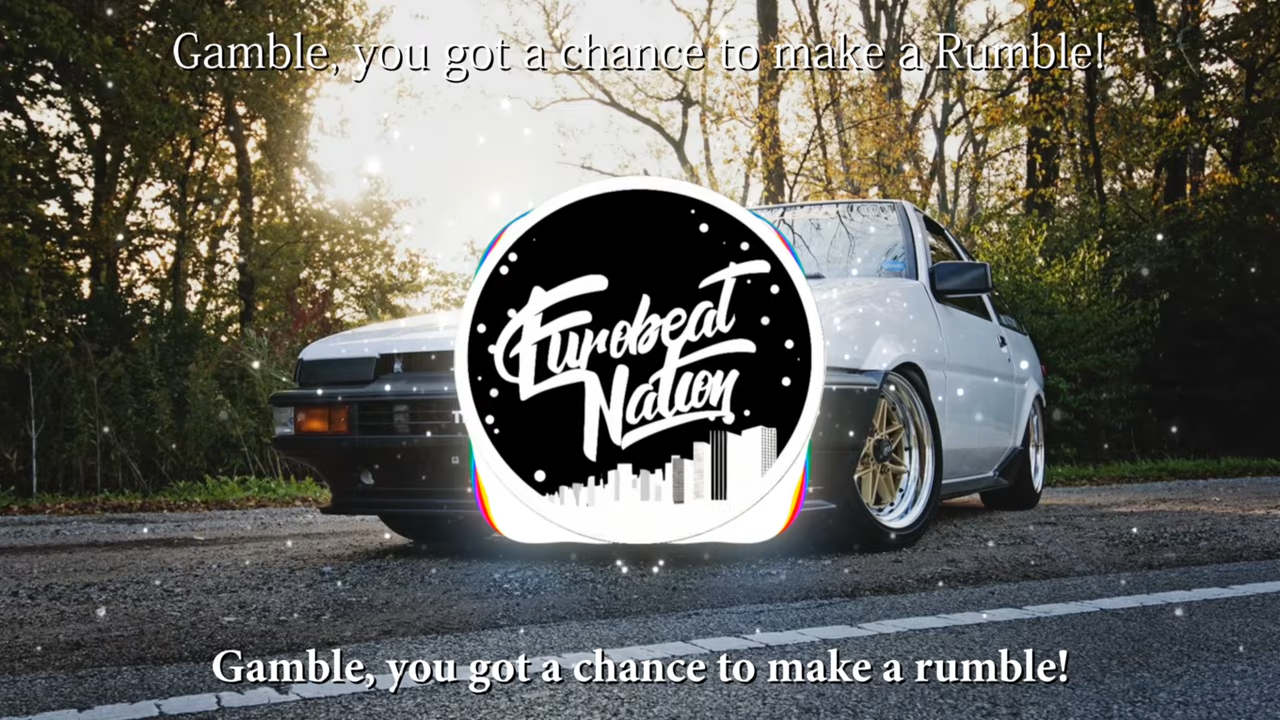 Gamble, you got a chance to make a Rumble!
Eurobeat
Nation
Gamble, you got a chance to make a rumble!